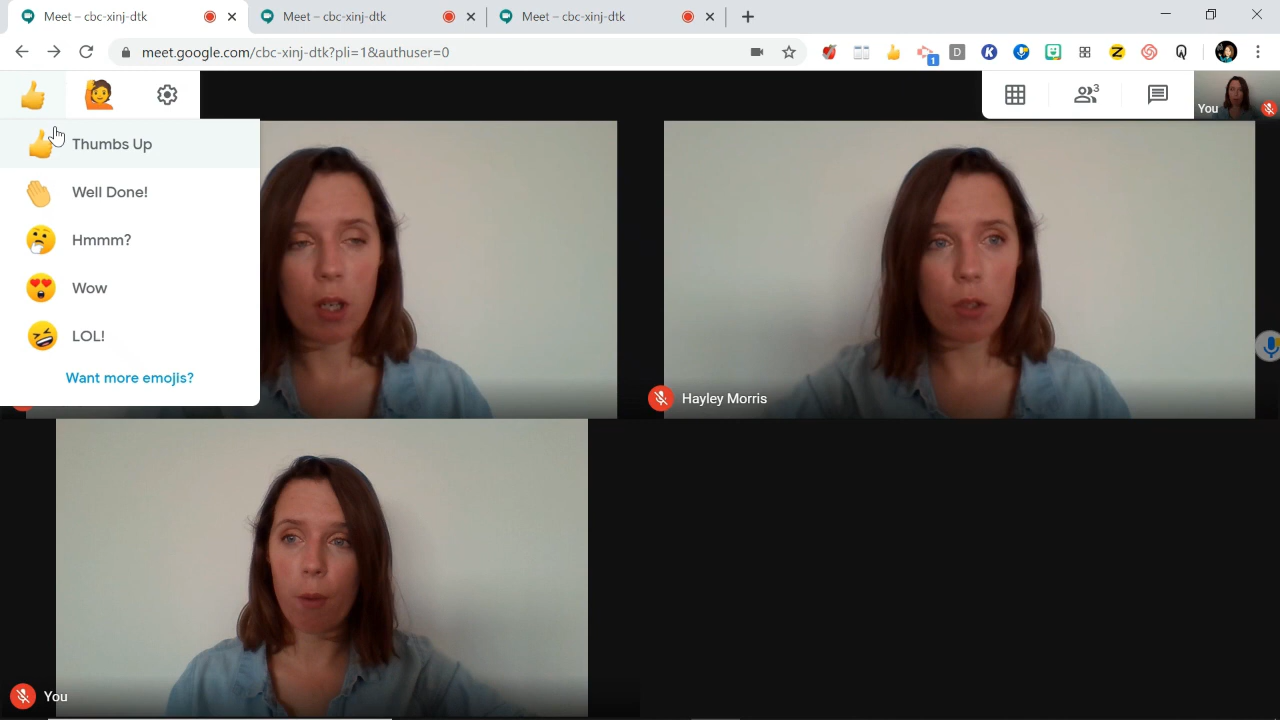 Meet – cbc-xinj-dtk
Meet – cbc-xinj-dtk
Meet – cbc-xinj-dtk
meet.google.com/cbc-xinj-dtk?pli=1&authuser=0
1
D
K
Z
Q
3
You
Thumbs Up
Well Done!
Hmmm?
Wow
LOL!
Want more emojis?
Hayley Morris
You